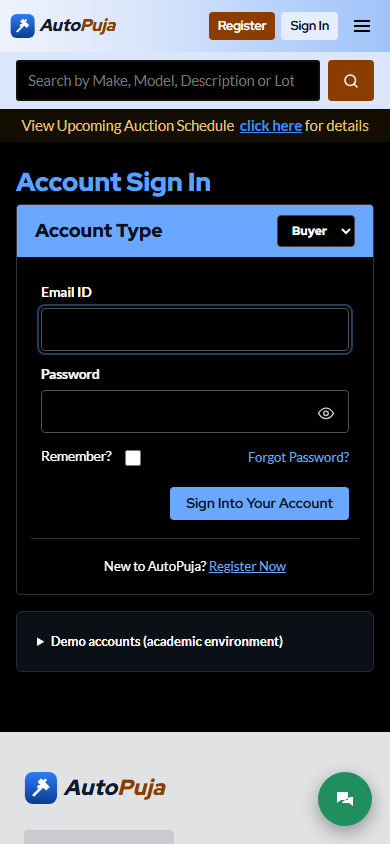 AutoPuja
Register
Sign In
Search by Make, Model, Description or Lot
View Upcoming Auction Schedule click here for details
Account Sign In
Account Type
Buyer
Email ID
Password
Remember?
Forgot Password?
Sign Into Your Account
New to AutoPuja? Register Now
Demo accounts (academic environment)
AutoPuja